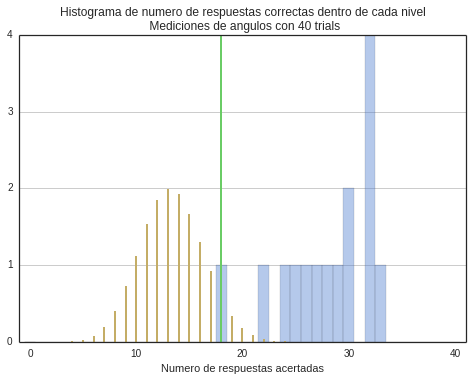 Histograma de numero de respuestas correctas dentro de cada nivel
Mediciones de angulos con 40 trials
4
3
2
1
0
0 10 20 30 40
Numero de respuestas acertadas